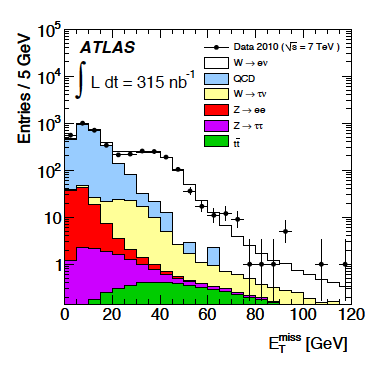 Entries / 5 GeV
10⁵
10⁴
10³
10²
10
1
ATLAS
∫ L dt = 315 nb⁻¹
Data 2010 (√s = 7 TeV)
W → eν
QCD
W → τν
Z → ee
Z → ττ
tt̄
0 20 40 60 80 100 120
E_T^miss [GeV]